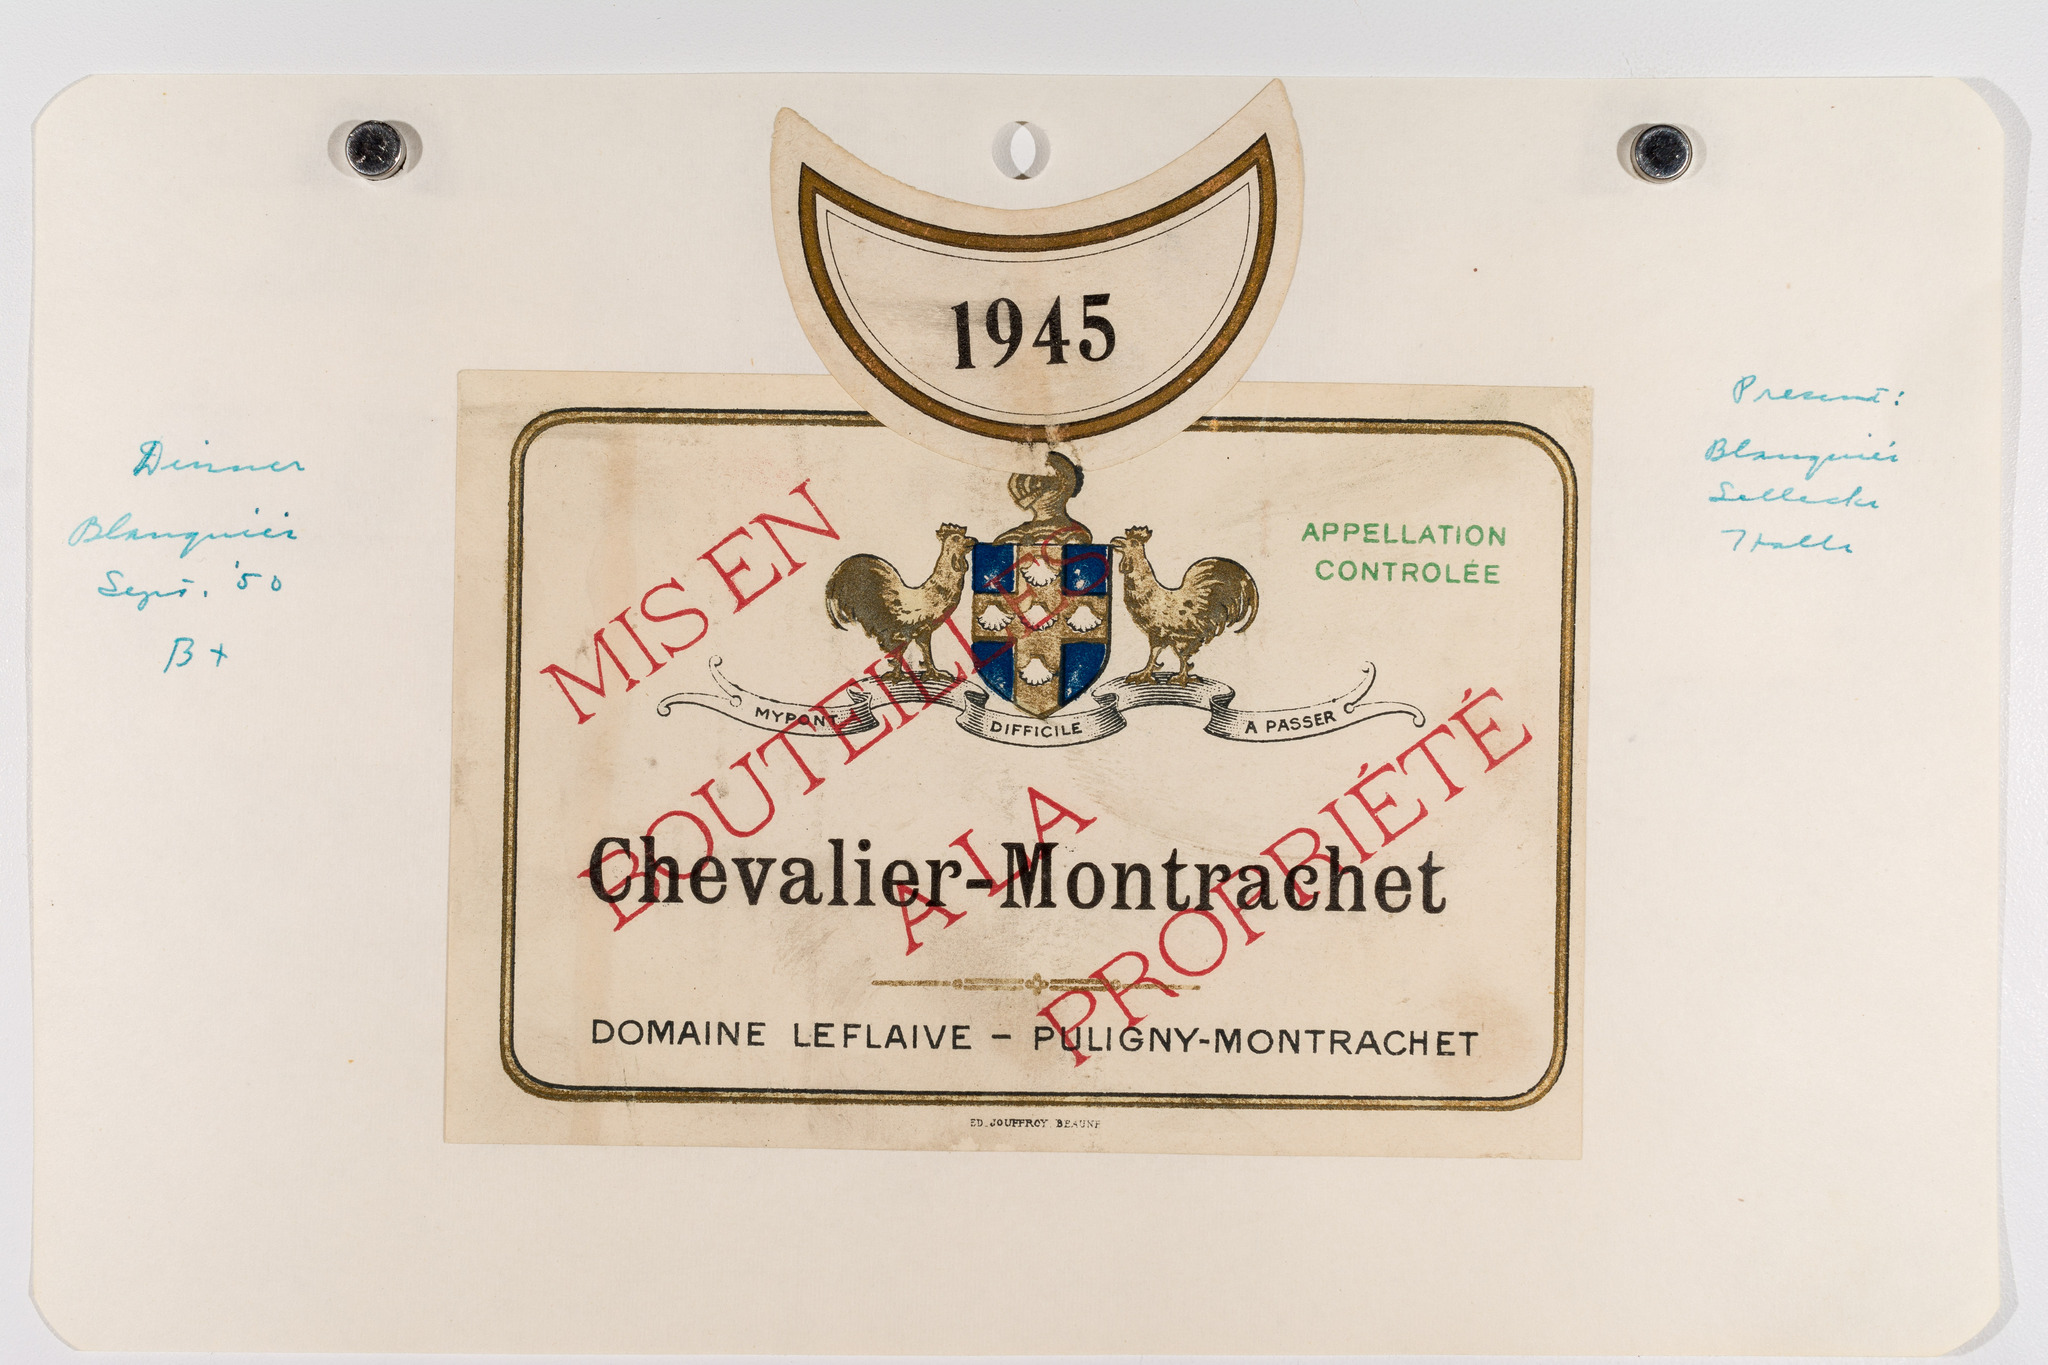 1945
MIS EN
BOUTEILLES
A LA
PROPRIÉTÉ
APPELLATION
CONTROLÉE
MYPONT DIFFICILE A PASSER
Chevalier-Montrachet
DOMAINE LEFLAIVE – PULIGNY-MONTRACHET
ED. JOUFFROY. BEAUNE
Dinner
Blanquies
Sept. '50
B+
Present:
Blanquies